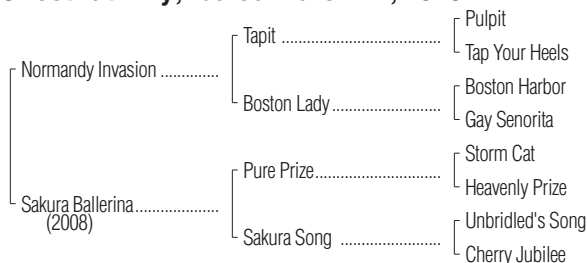 Pulpit
Tapit
Tap Your Heels
Normandy Invasion
Boston Harbor
Boston Lady
Gay Senorita
Storm Cat
Pure Prize
Heavenly Prize
Sakura Ballerina
(2008)
Unbridled's Song
Sakura Song
Cherry Jubilee